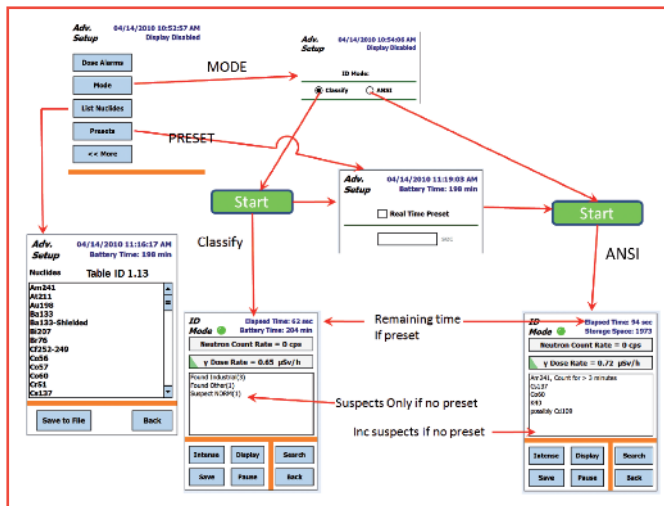 Adv. Setup
04/14/2010 10:52:57 AM
Display Disabled
Dose Alarms
Mode
List Nuclides
Presets
<< More
MODE
PRESET
Adv. Setup
04/14/2010 10:54:06 AM
Display Disabled
ID Mode:
Classify
ANSI
Start
Classify
Adv. Setup
04/14/2010 11:19:03 AM
Battery Time: 198 min
Real Time Preset
Start
ANSI
Adv. Setup
04/14/2010 11:16:17 AM
Battery Time: 198 min
Nuclides
Table ID 1.13
Am241
At211
Au198
Ba133
Ba133-Shielded
Bi207
Br76
Cf252-249
Co56
Co57
Co60
Cr51
Cs137
Save to File
Back
ID Mode
Elapsed Time: 62 sec
Battery Time: 204 min
Neutron Count Rate = 0 cps
γ Dose Rate = 0.65 µSv/h
Found Industrial(3)
Found Other(1)
Suspect NORM(1)
Intense
Display
Search
Save
Pause
Back
Remaining time
If preset
Suspects Only if no preset
Inc suspects if no preset
ID Mode
Elapsed Time: 94 sec
Storage Space: 1973
Neutron Count Rate = 0 cps
γ Dose Rate = 0.72 µSv/h
Am241, Count for > 3 minutes
Cs137
Co60
possibly Cd109
Intense
Display
Search
Save
Pause
Back